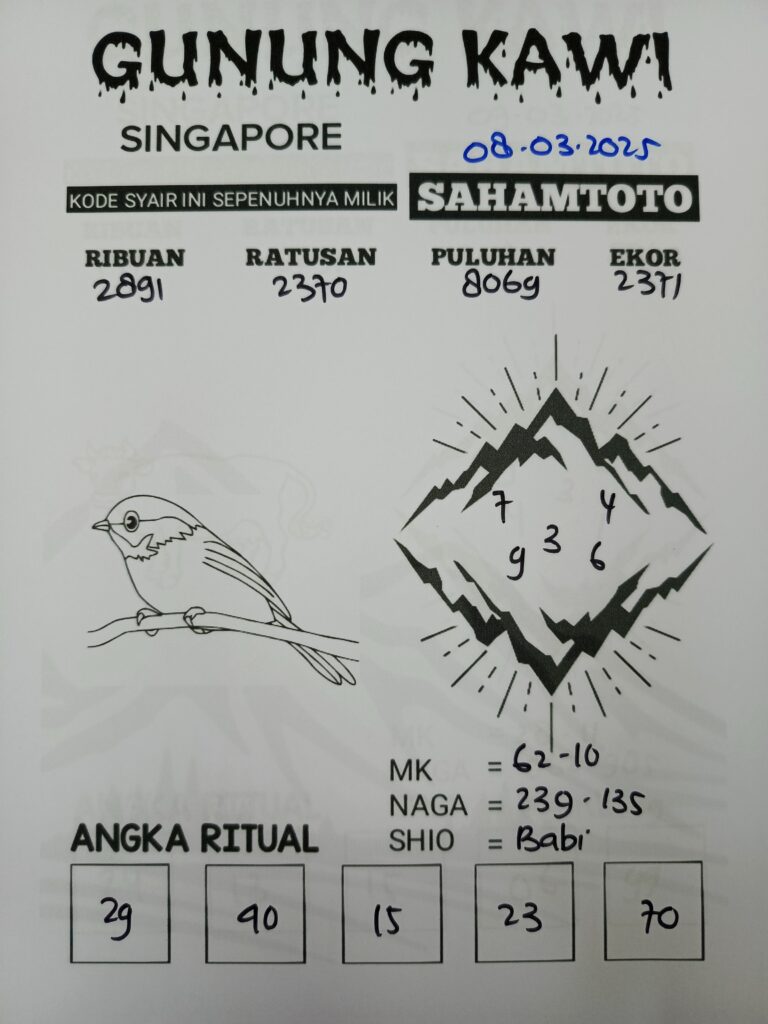 GUNUNG KAWI
SINGAPORE 08.03.2025
KODE SYAIR INI SEPENUHNYA MILIK SAHAMTOTO
RIBUAN RATUSAN PULUHAN EKOR
2891 2370 8069 2371
7 4
3
9 6
MK = 62-10
NAGA = 239-135
SHIO = Babi
ANGKA RITUAL
29 40 15 23 70